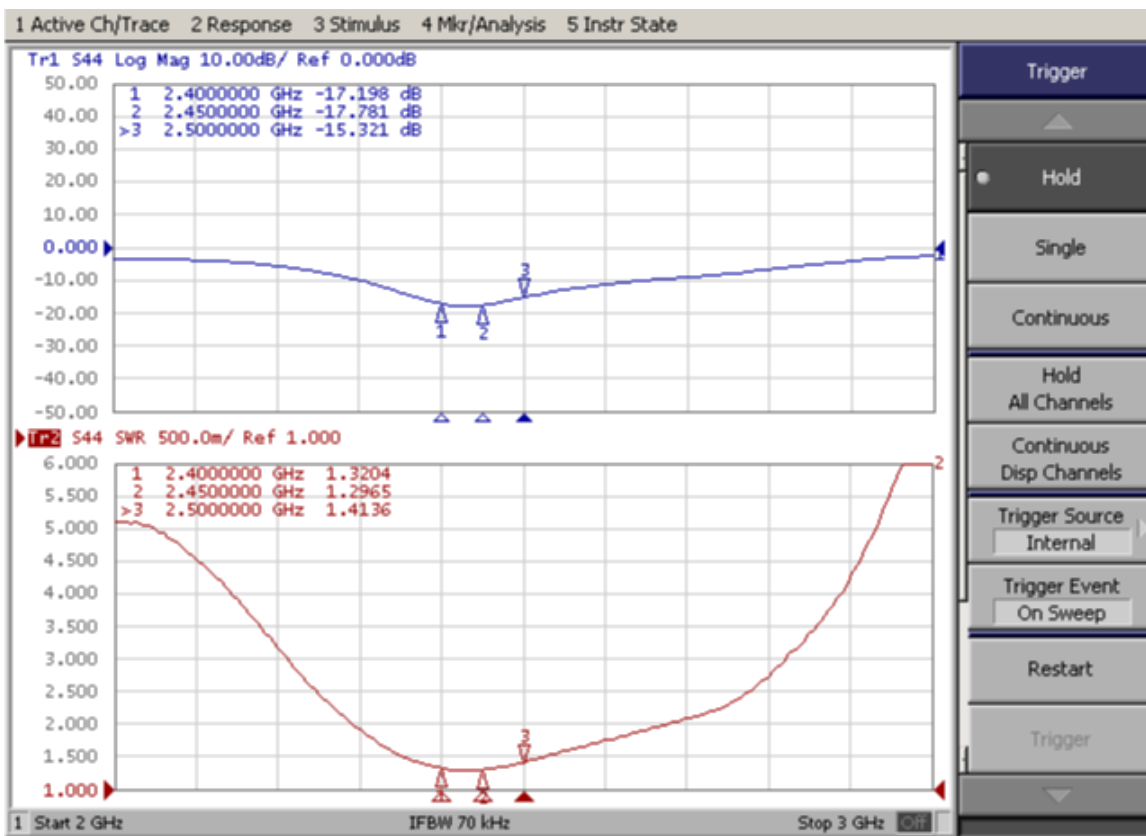 1 Active Ch/Trace 2 Response 3 Stimulus 4 Mkr/Analysis 5 Instr State
Tr1 S44 Log Mag 10.00dB/ Ref 0.000dB
50.00
1 2.4000000 GHz -17.198 dB
2 2.4500000 GHz -17.781 dB
>3 2.5000000 GHz -15.321 dB
30.00
20.00
10.00
0.000
-10.00
-20.00
-30.00
-40.00
-50.00
1
2
3
1
Tr2 S44 SWR 500.0m/ Ref 1.000
6.000
5.500
5.000
4.500
4.000
3.500
3.000
2.500
2.000
1.500
1.000
1 2.4000000 GHz 1.3204
2 2.4500000 GHz 1.2965
>3 2.5000000 GHz 1.4136
2
3
1 Start 2 GHz IFBW 70 kHz Stop 3 GHz Off
Trigger
Hold
Single
Continuous
Hold
All Channels
Continuous
Disp Channels
Trigger Source
Internal
Trigger Event
On Sweep
Restart
Trigger